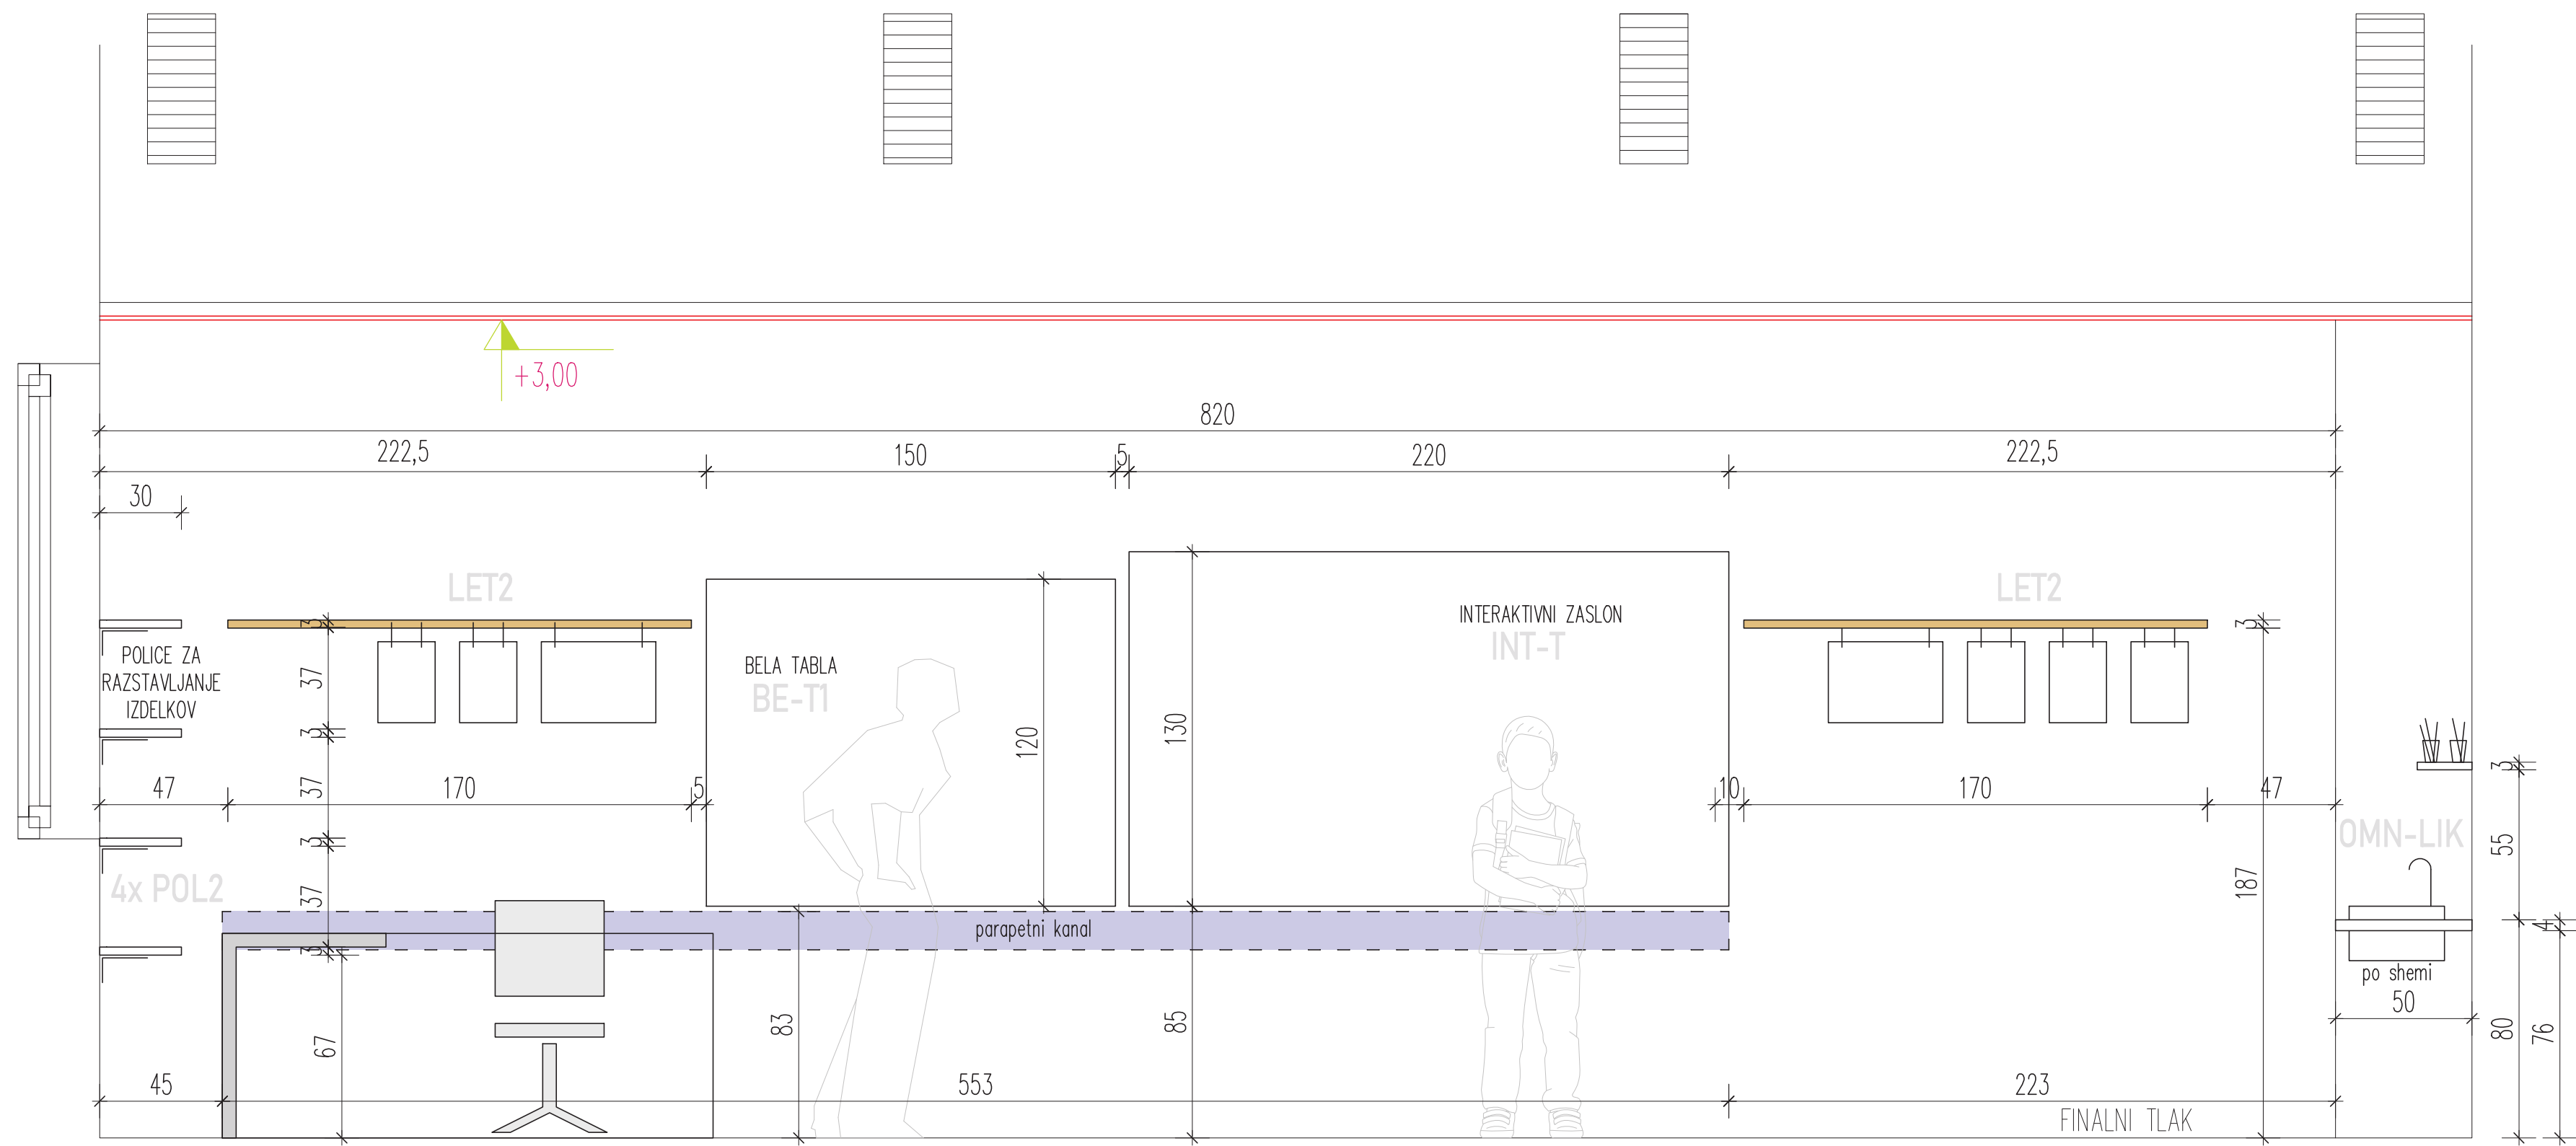 +3,00
820
222,5
150
5
220
222,5
30
LET2
LET2
3
3
POLICE ZA
RAZSTAVLJANJE
IZDELKOV
37
BELA TABLA
BE-T1
INTERAKTIVNI ZASLON
INT-T
120
130
3
47
170
37
5
10
170
47
3
55
3
OMN-LIK
4x POL2
37
187
parapetni kanal
4
3
po shemi
50
67
83
85
80
76
45
553
223
FINALNI TLAK